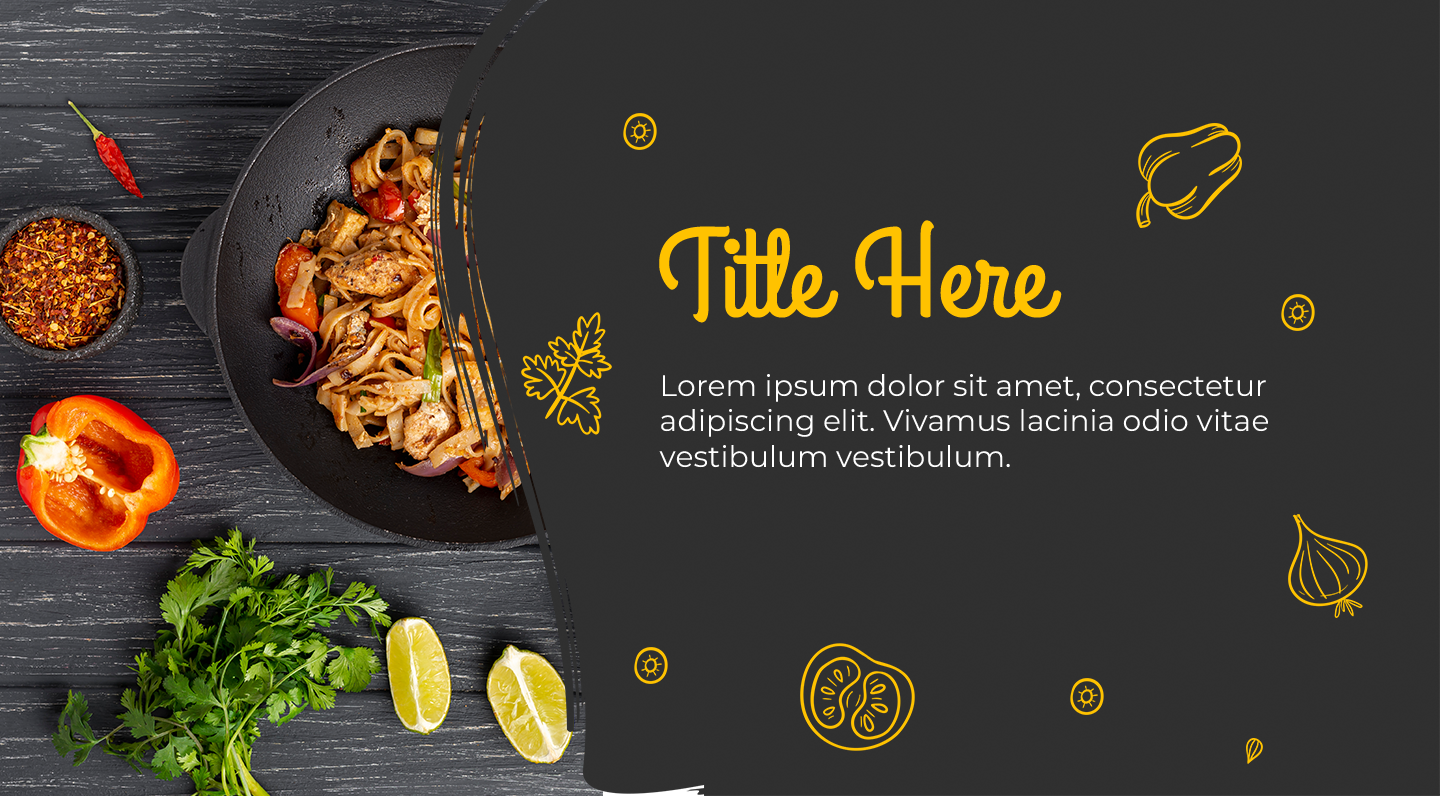 Title Here
Lorem ipsum dolor sit amet, consectetur
adipiscing elit. Vivamus lacinia odio vitae
vestibulum vestibulum.